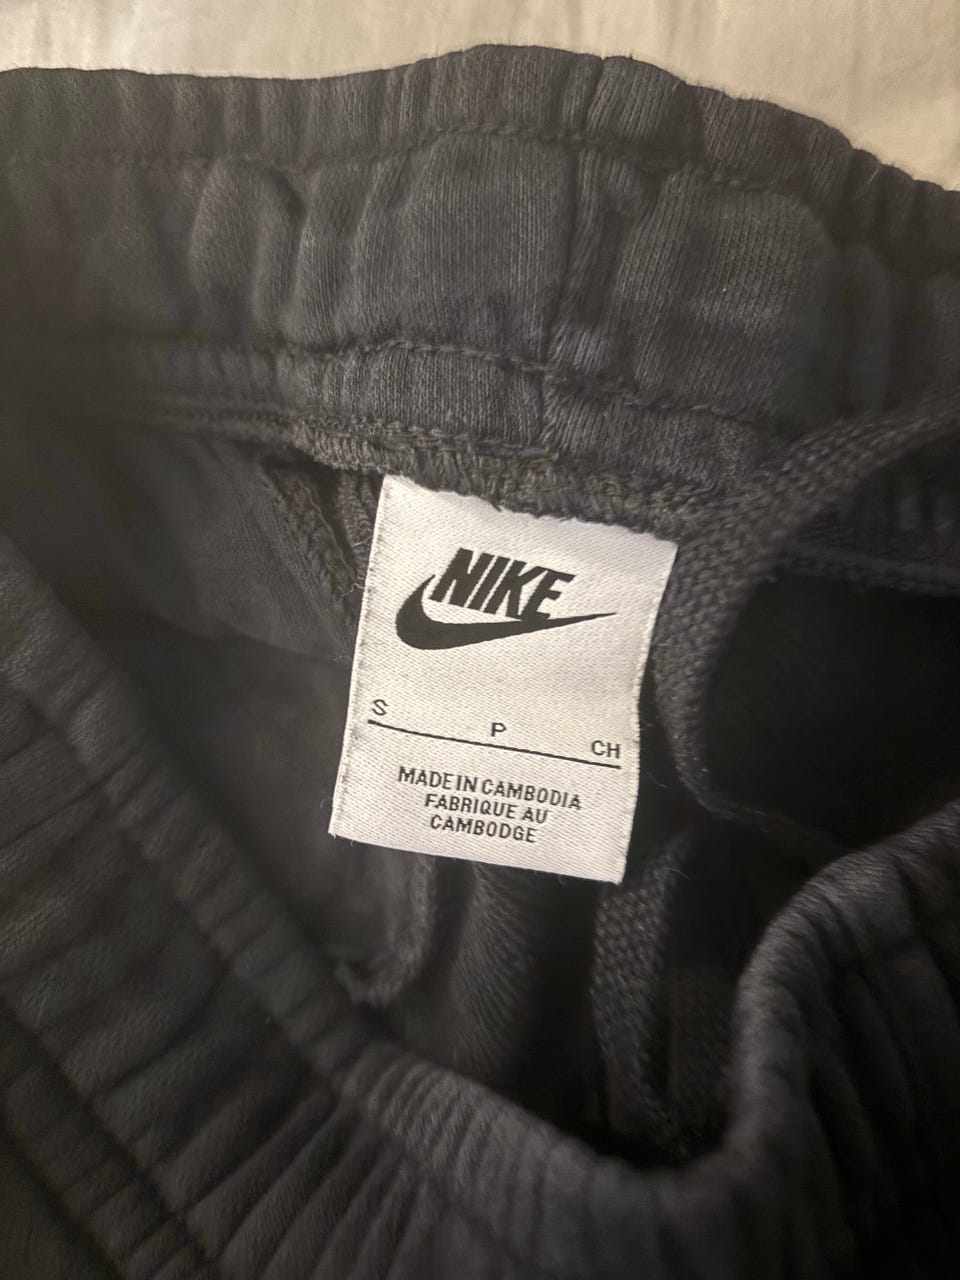 NIKE
S P CH
MADE IN CAMBODIA
FABRIQUE AU
CAMBODGE